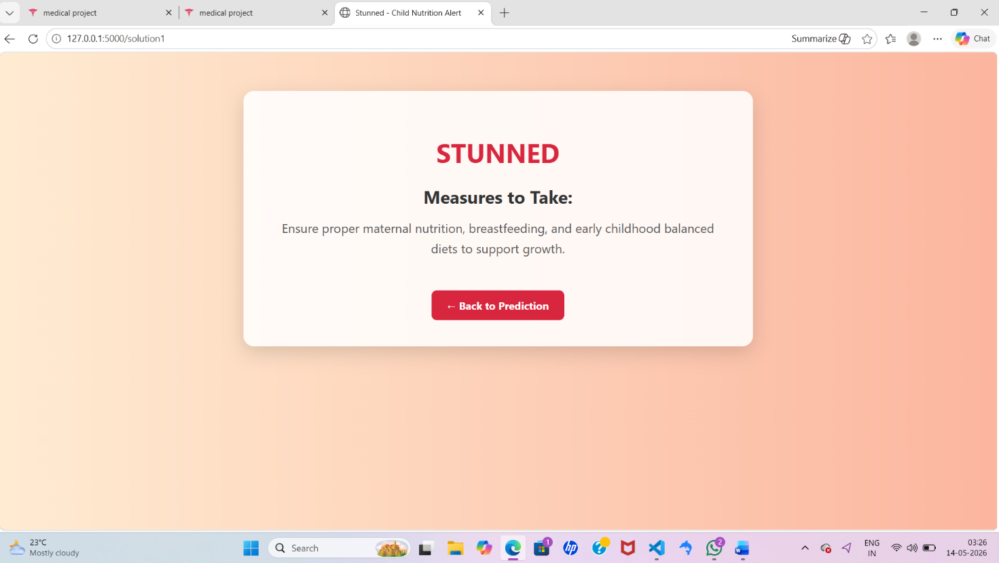 medical project
medical project
Stunned - Child Nutrition Alert
127.0.0.1:5000/solution1
Summarize
Chat
STUNNED
Measures to Take:
Ensure proper maternal nutrition, breastfeeding, and early childhood balanced
diets to support growth.
← Back to Prediction
23°C
Mostly cloudy
Search
1
hp
?
2
W
ENG
IN
03:26
14-05-2026